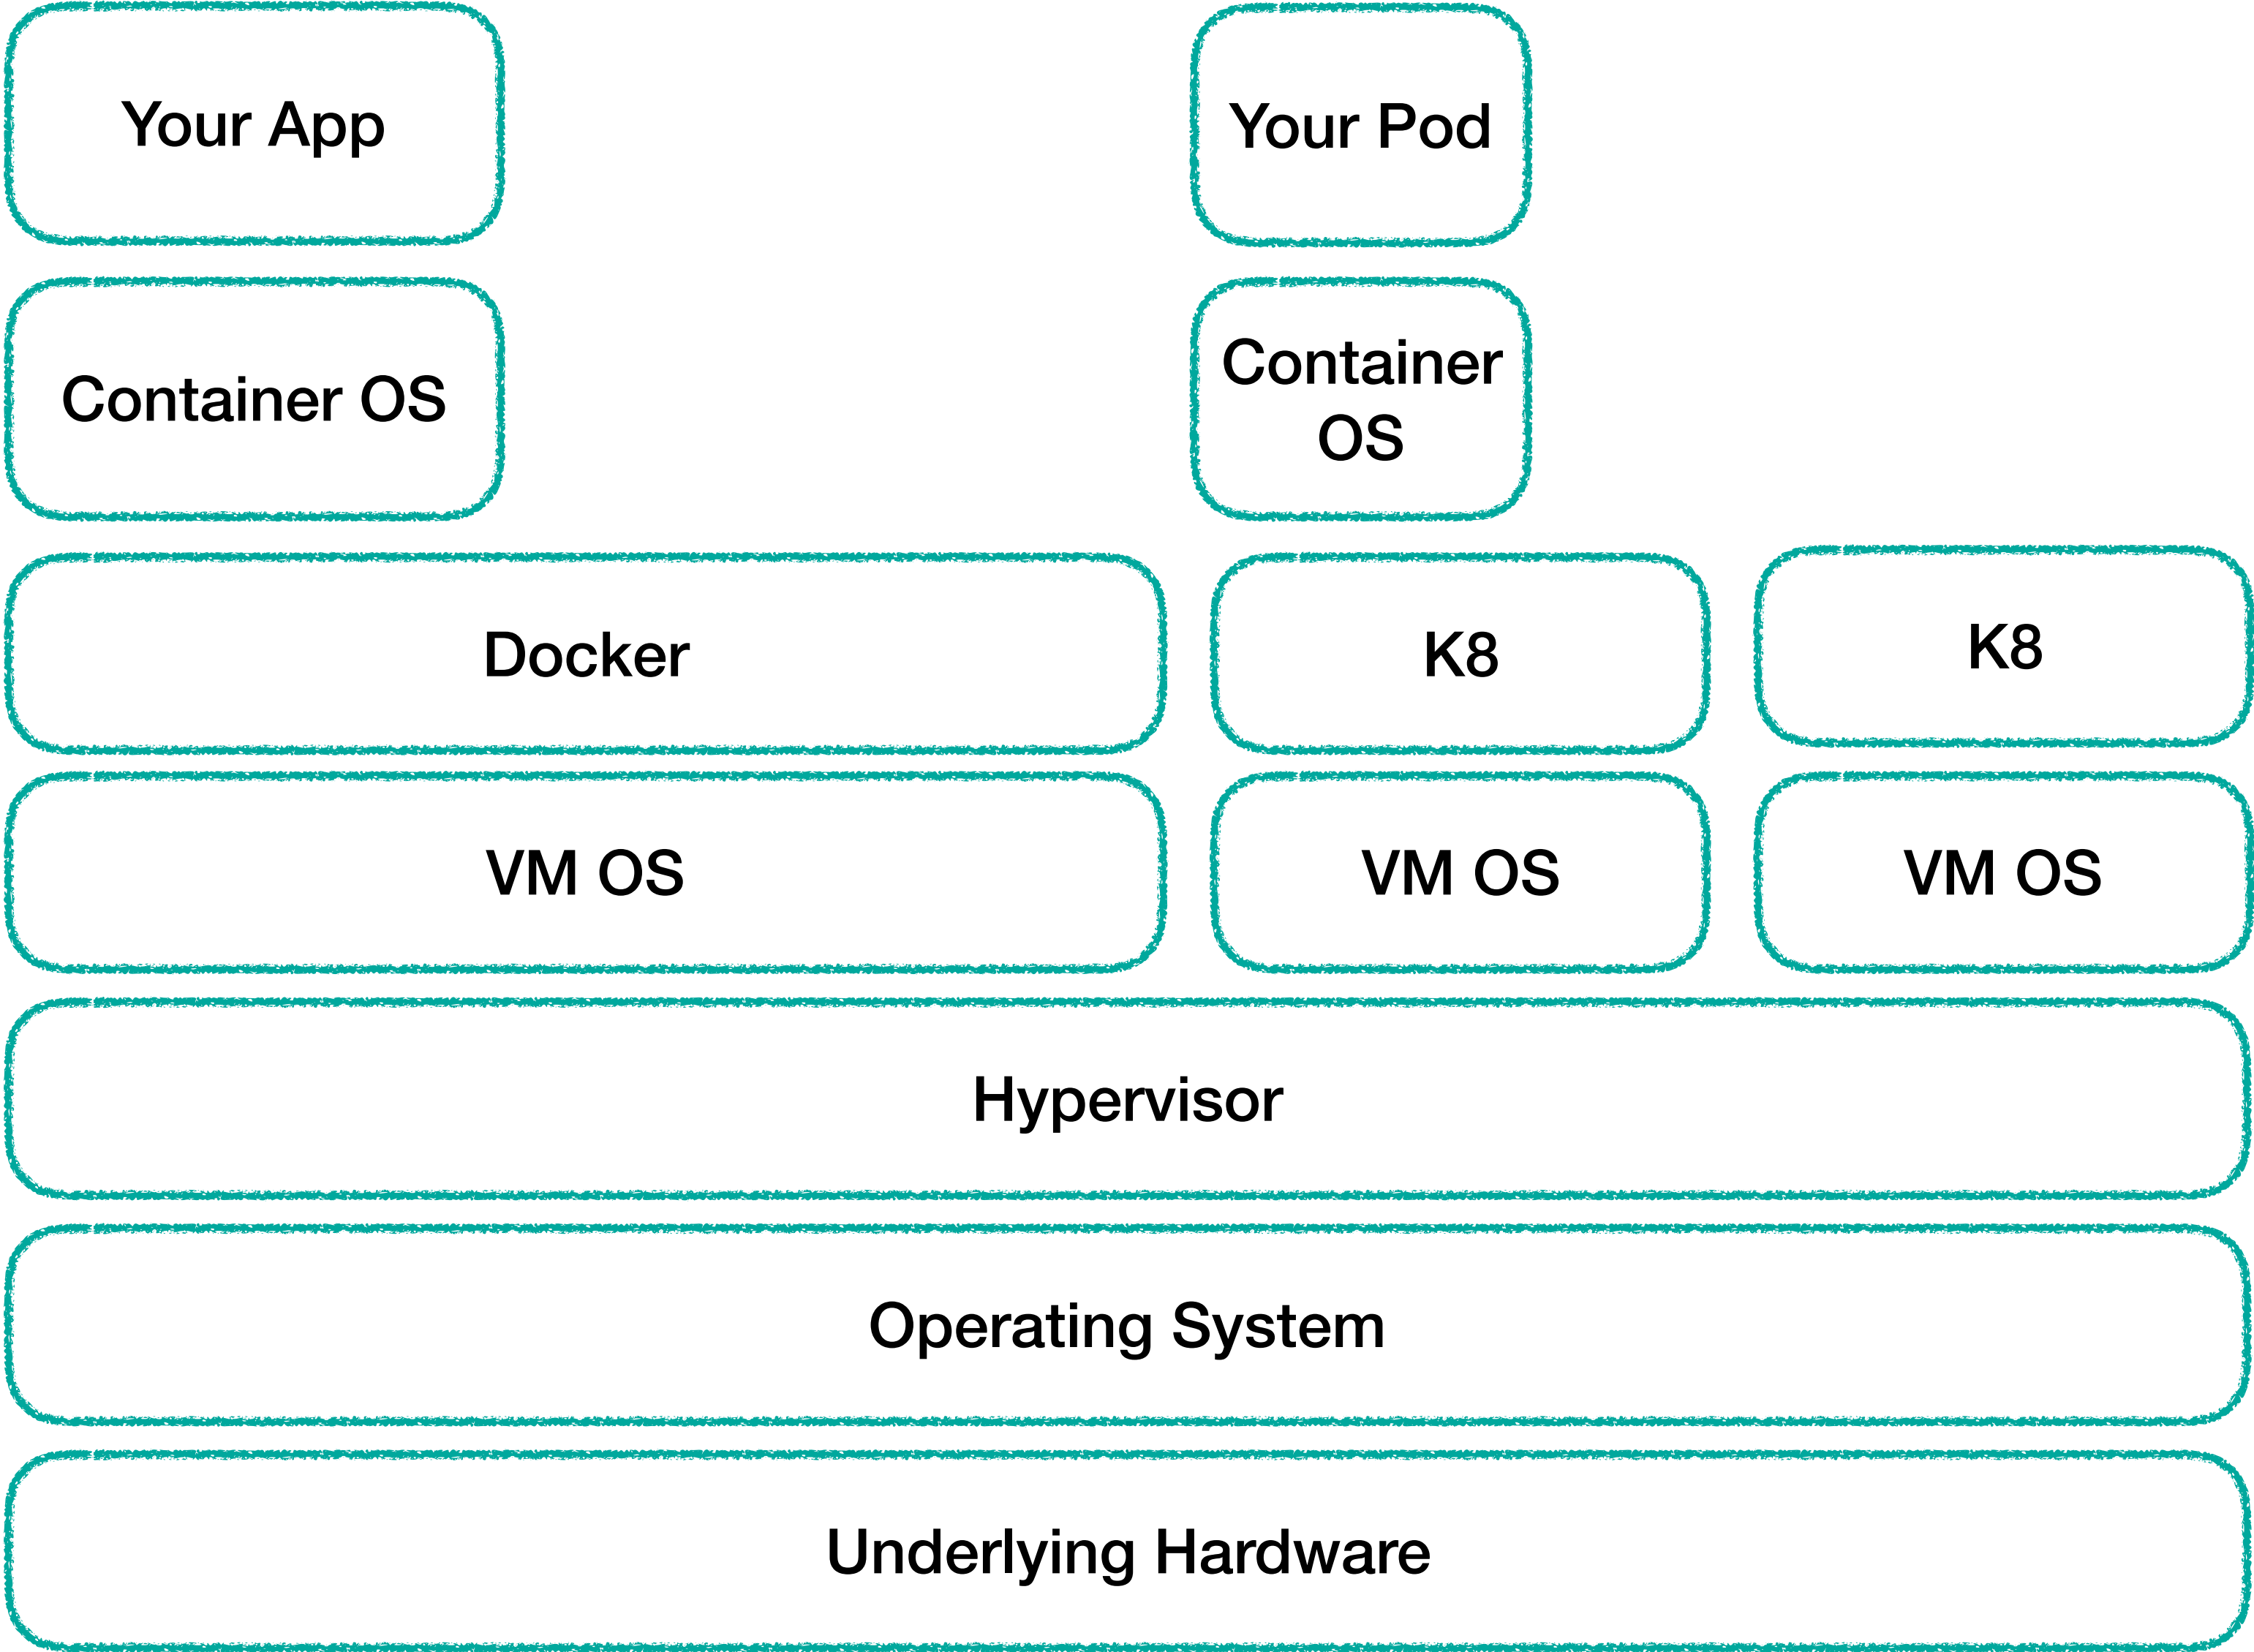 Your App
Your Pod
Container OS
Container
OS
Docker
K8
K8
VM OS
VM OS
VM OS
Hypervisor
Operating System
Underlying Hardware